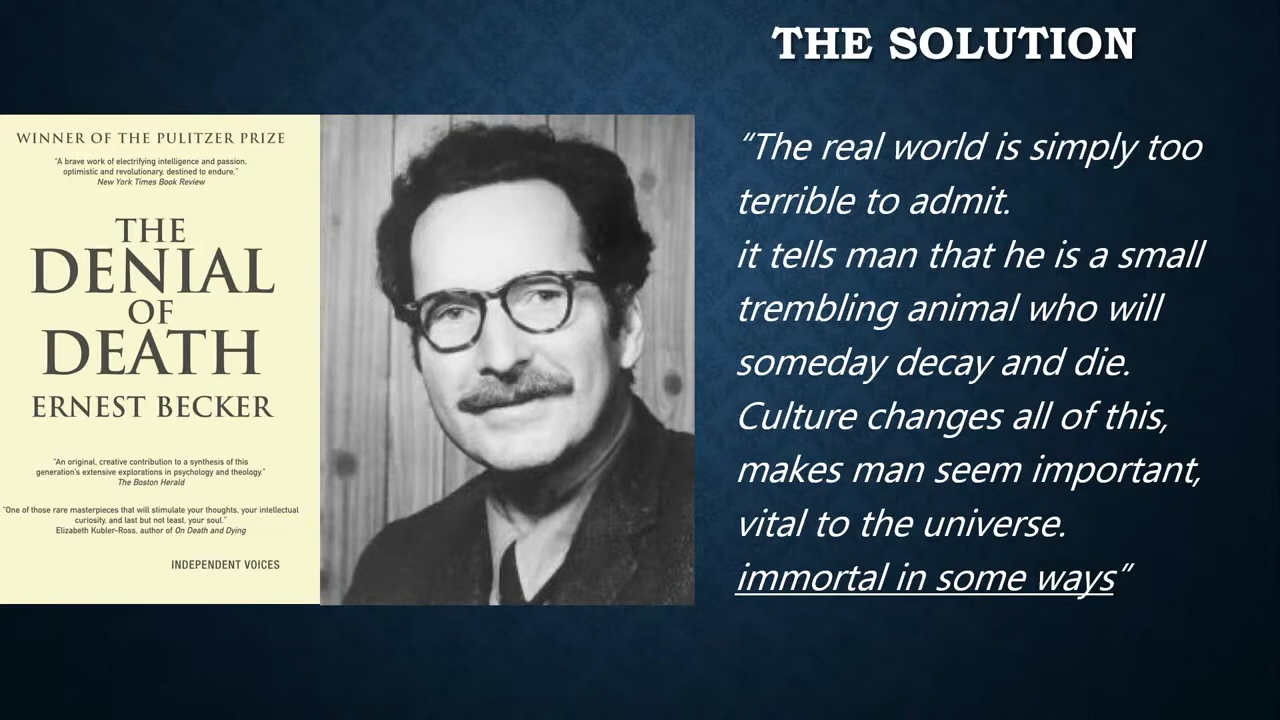 THE SOLUTION
WINNER OF THE PULITZER PRIZE
"A brave work of electrifying intelligence and passion,
optimistic and revolutionary, destined to endure."
New York Times Book Review
THE
DENIAL
OF
DEATH
ERNEST BECKER
"An original, creative contribution to a synthesis of this
generation's extensive explorations in psychology and theology."
The Boston Herald
"One of those rare masterpieces that will stimulate your thoughts, your intellectual
curiosity, and last but not least, your soul."
Elizabeth Kubler-Ross, author of On Death and Dying
INDEPENDENT VOICES
“The real world is simply too
terrible to admit.
it tells man that he is a small
trembling animal who will
someday decay and die.
Culture changes all of this,
makes man seem important,
vital to the universe.
immortal in some ways”